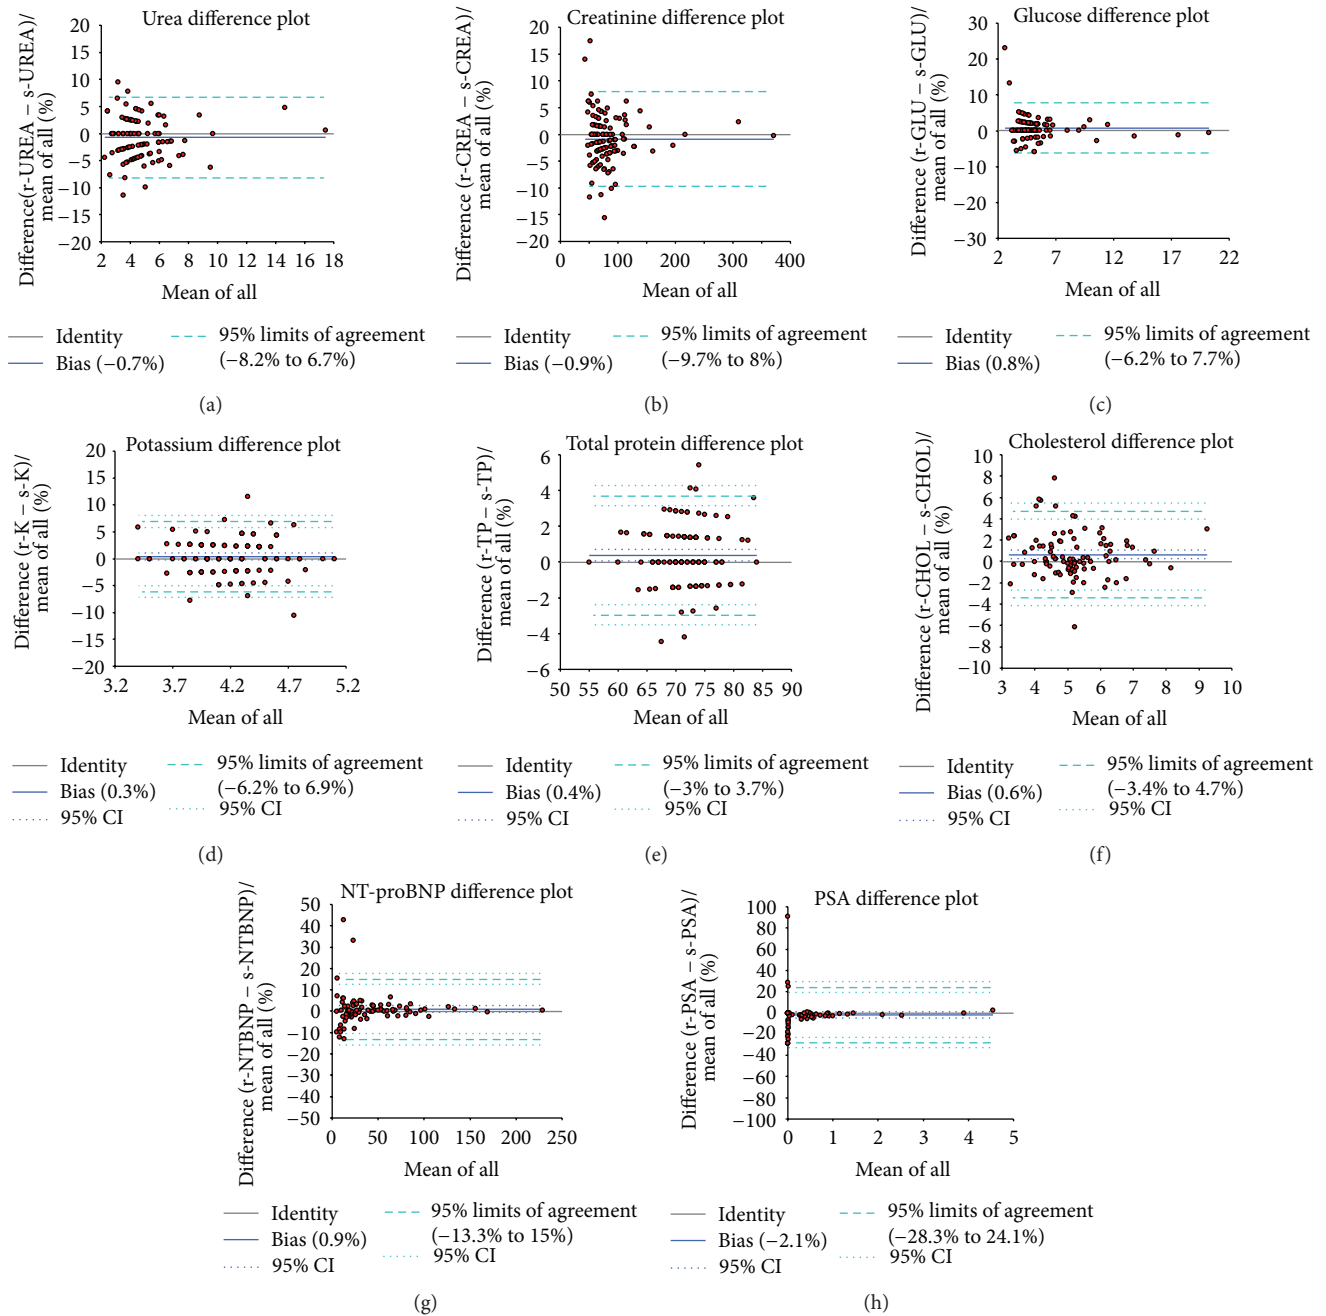 Urea difference plot
Difference(r-UREA − s-UREA)/
mean of all (%)
20
15
10
5
0
−5
−10
−15
−20
2 4 6 8 10 12 14 16 18
Mean of all
Identity
Bias (−0.7%)
95% limits of agreement
(−8.2% to 6.7%)
(a)
Creatinine difference plot
Difference (r-CREA − s-CREA)/
mean of all (%)
20
15
10
5
0
−5
−10
−15
−20
0 100 200 300 400
Mean of all
Identity
Bias (−0.9%)
95% limits of agreement
(−9.7% to 8%)
(b)
Glucose difference plot
Difference (r-GLU − s-GLU)/
mean of all (%)
30
20
10
0
−10
−20
−30
2 7 12 17 22
Mean of all
Identity
Bias (0.8%)
95% limits of agreement
(−6.2% to 7.7%)
(c)
Potassium difference plot
Difference (r-K − s-K)/
mean of all (%)
20
15
10
5
0
−5
−10
−15
−20
3.2 3.7 4.2 4.7 5.2
Mean of all
Identity
Bias (0.3%)
95% CI
95% limits of agreement
(−6.2% to 6.9%)
95% CI
(d)
Total protein difference plot
Difference (r-TP − s-TP)/
mean of all (%)
6
4
2
0
−2
−4
−6
50 55 60 65 70 75 80 85 90
Mean of all
Identity
Bias (0.4%)
95% CI
95% limits of agreement
(−3% to 3.7%)
95% CI
(e)
Cholesterol difference plot
Difference (r-CHOL − s-CHOL)/
mean of all (%)
10
8
6
4
2
0
−2
−4
−6
−8
−10
3 4 5 6 7 8 9 10
Mean of all
Identity
Bias (0.6%)
95% CI
95% limits of agreement
(−3.4% to 4.7%)
95% CI
(f)
NT-proBNP difference plot
Difference (r-NTBNP − s-NTBNP)/
mean of all (%)
50
40
30
20
10
0
−10
−20
−30
−40
−50
0 50 100 150 200 250
Mean of all
Identity
Bias (0.9%)
95% CI
95% limits of agreement
(−13.3% to 15%)
95% CI
(g)
PSA difference plot
Difference (r-PSA − s-PSA)/
mean of all (%)
100
80
60
40
20
0
−20
−40
−60
−80
−100
0 1 2 3 4 5
Mean of all
Identity
Bias (−2.1%)
95% CI
95% limits of agreement
(−28.3% to 24.1%)
95% CI
(h)